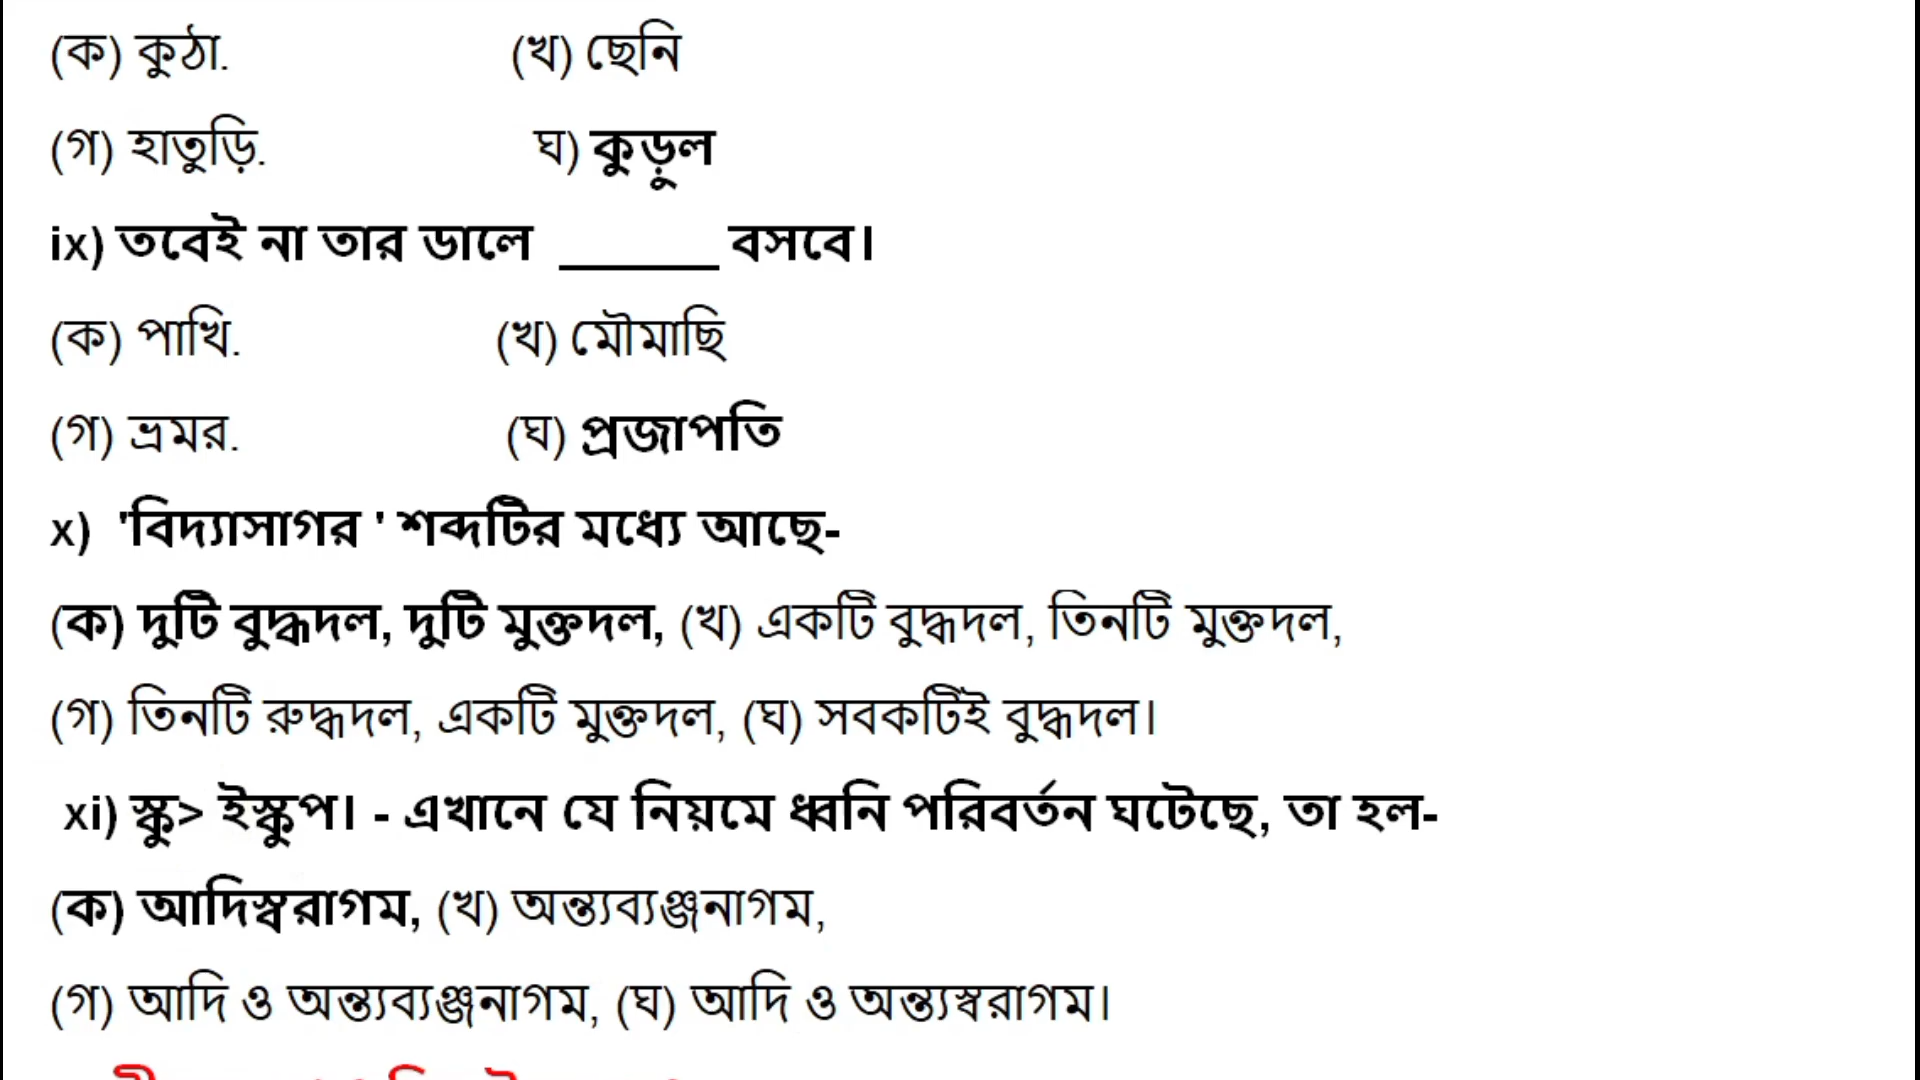 (ক) কুঠা. (খ) ছেনি
(গ) হাতুড়ি. ঘ) কুড়ুল
ix) তবেই না তার ডালে ______ বসবে।
(ক) পাখি. (খ) মৌমাছি
(গ) ভ্রমর. (ঘ) প্রজাপতি
x) 'বিদ্যাসাগর ' শব্দটির মধ্যে আছে-
(ক) দুটি বুদ্ধদল, দুটি মুক্তদল, (খ) একটি বুদ্ধদল, তিনটি মুক্তদল,
(গ) তিনটি রুদ্ধদল, একটি মুক্তদল, (ঘ) সবকটিই বুদ্ধদল।
xi) স্কু> ইস্কুপ। - এখানে যে নিয়মে ধ্বনি পরিবর্তন ঘটেছে, তা হল-
(ক) আদিস্বরাগম, (খ) অন্ত্যব্যঞ্জনাগম,
(গ) আদি ও অন্ত্যব্যঞ্জনাগম, (ঘ) আদি ও অন্ত্যস্বরাগম।